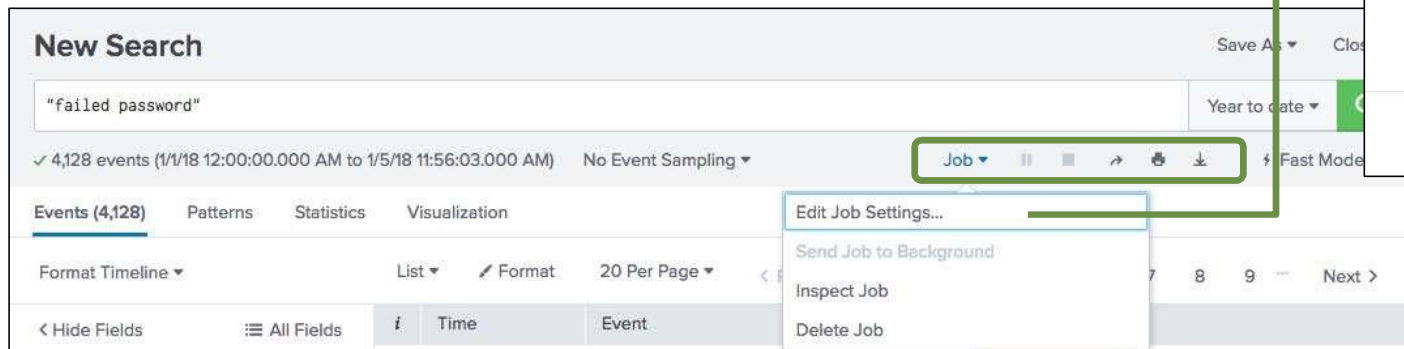 New Search
Save As
"failed password"
Year to date
✓ 4,128 events (1/1/18 12:00:00.000 AM to 1/5/18 11:56:03.000 AM) No Event Sampling Job Fast Mode
Events (4,128) Patterns Statistics Visualization
Edit Job Settings...
Send Job to Background
Format Timeline List Format 20 Per Page 8 9 ... Next >
Inspect Job
< Hide Fields All Fields i Time Event
Delete Job